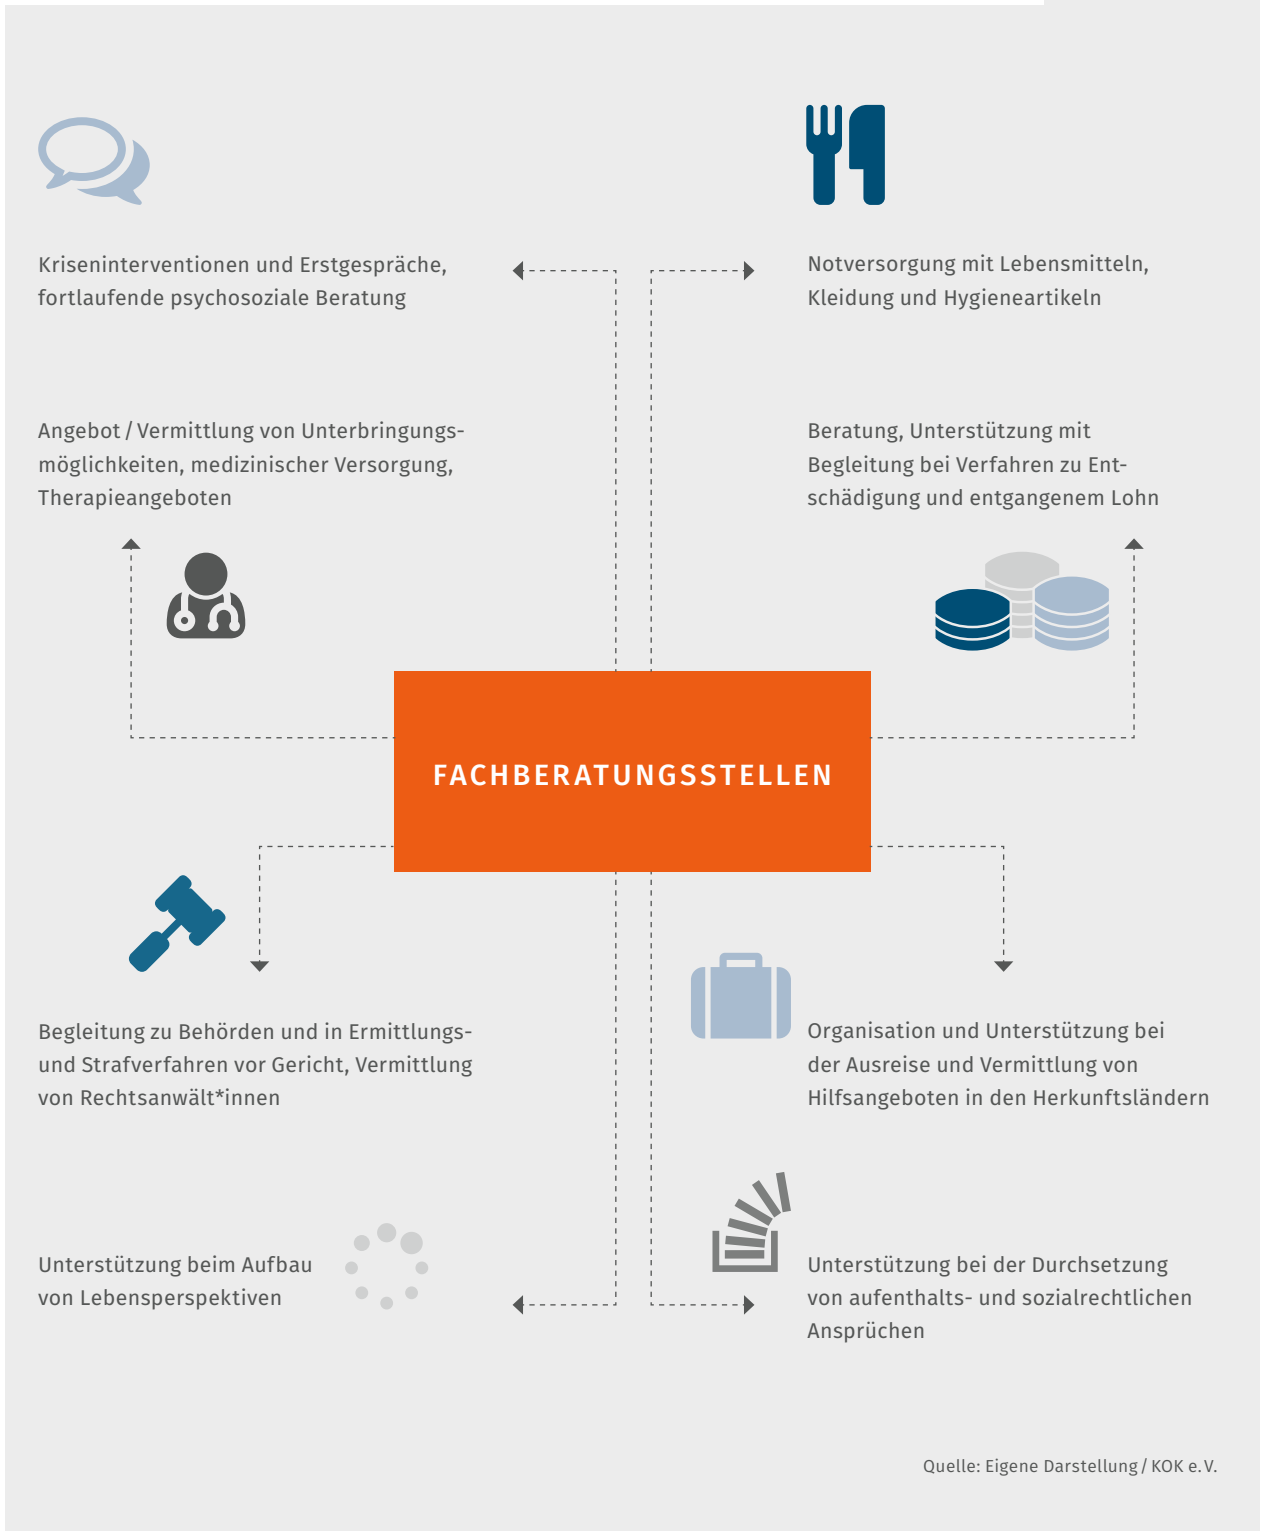 Kriseninterventionen und Erstgespräche,
fortlaufende psychosoziale Beratung
Notversorgung mit Lebensmitteln,
Kleidung und Hygieneartikeln
Angebot / Vermittlung von Unterbringungs-
möglichkeiten, medizinischer Versorgung,
Therapieangeboten
Beratung, Unterstützung mit
Begleitung bei Verfahren zu Ent-
schädigung und entgangenem Lohn
FACHBERATUNGSSTELLEN
Begleitung zu Behörden und in Ermittlungs-
und Strafverfahren vor Gericht, Vermittlung
von Rechtsanwält*innen
Organisation und Unterstützung bei
der Ausreise und Vermittlung von
Hilfsangeboten in den Herkunftsländern
Unterstützung beim Aufbau
von Lebensperspektiven
Unterstützung bei der Durchsetzung
von aufenthalts- und sozialrechtlichen
Ansprüchen
Quelle: Eigene Darstellung / KOK e. V.